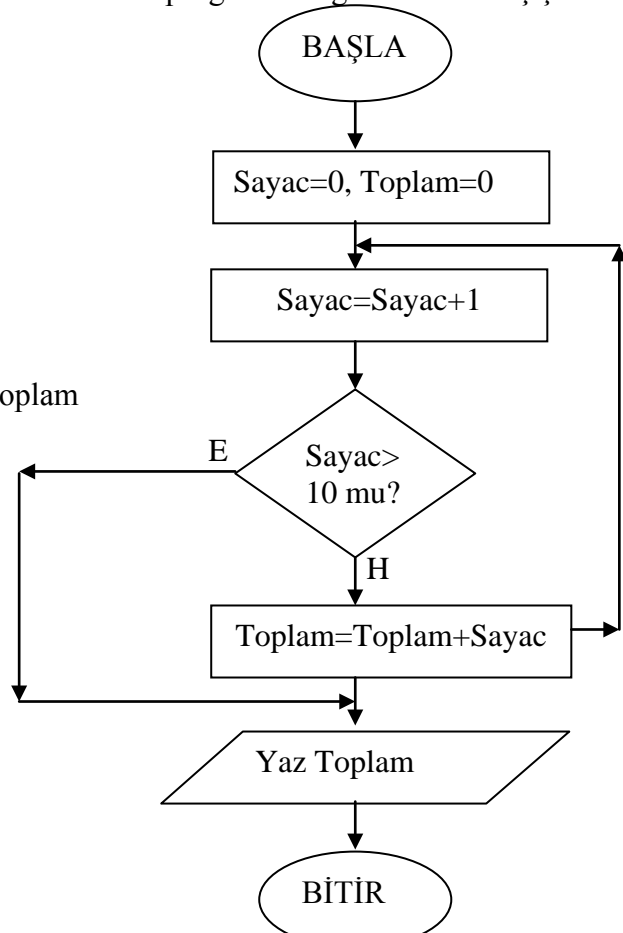 BAŞLA
Sayac=0, Toplam=0
Sayac=Sayac+1
oplam
E
Sayac>
10 mu?
H
Toplam=Toplam+Sayac
Yaz Toplam
BİTİR